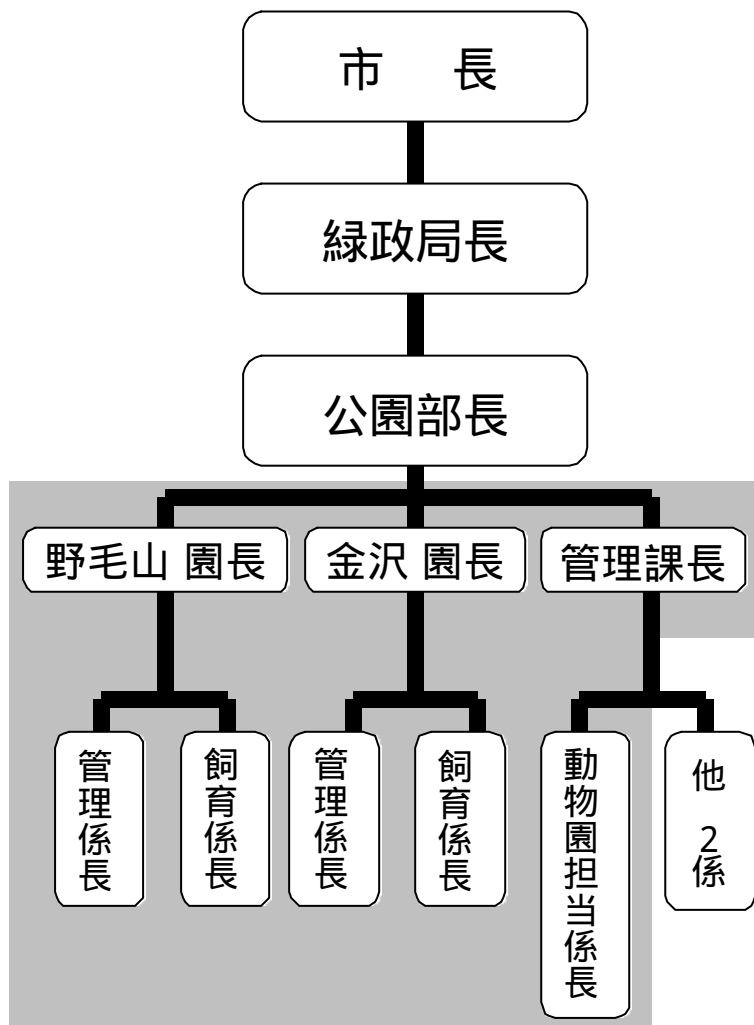 市　長
緑政局長
公園部長
野毛山 園長
金沢 園長
管理課長
管理係長
飼育係長
管理係長
飼育係長
動物園担当係長
他 2係